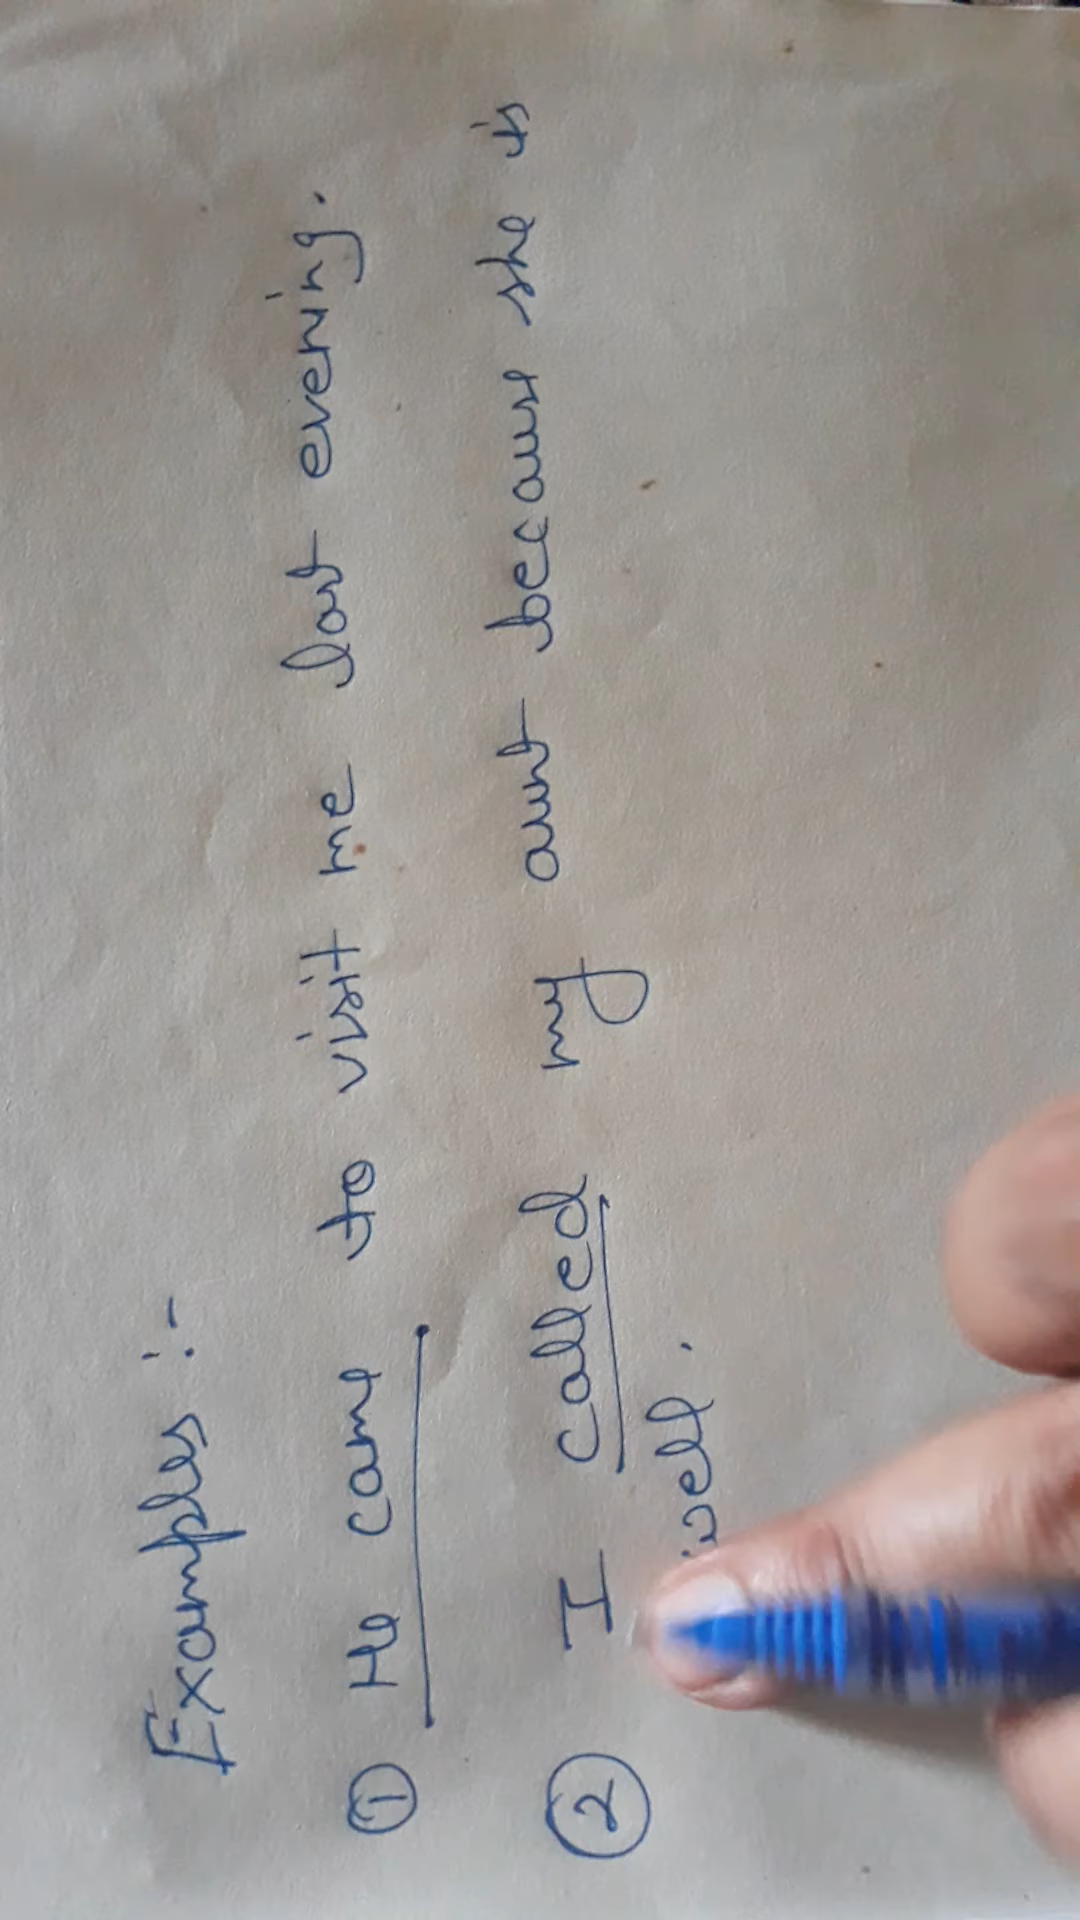 Examples :-
① He came to visit me last evening.
② I called my aunt because she is
well.